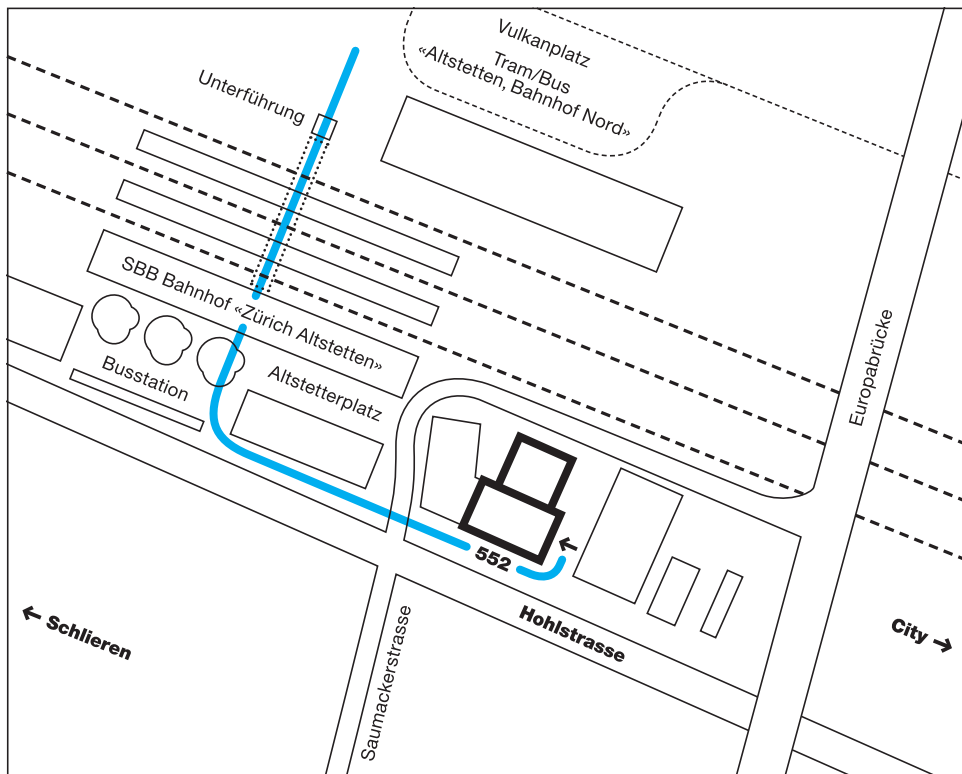 Vulkanplatz
Tram/Bus
«Altstetten, Bahnhof Nord»
Unterführung
SBB Bahnhof «Zürich Altstetten»
Busstation
Altstetterplatz
Europabrücke
552
Hohlstrasse
← Schlieren
City →
Saumackerstrasse